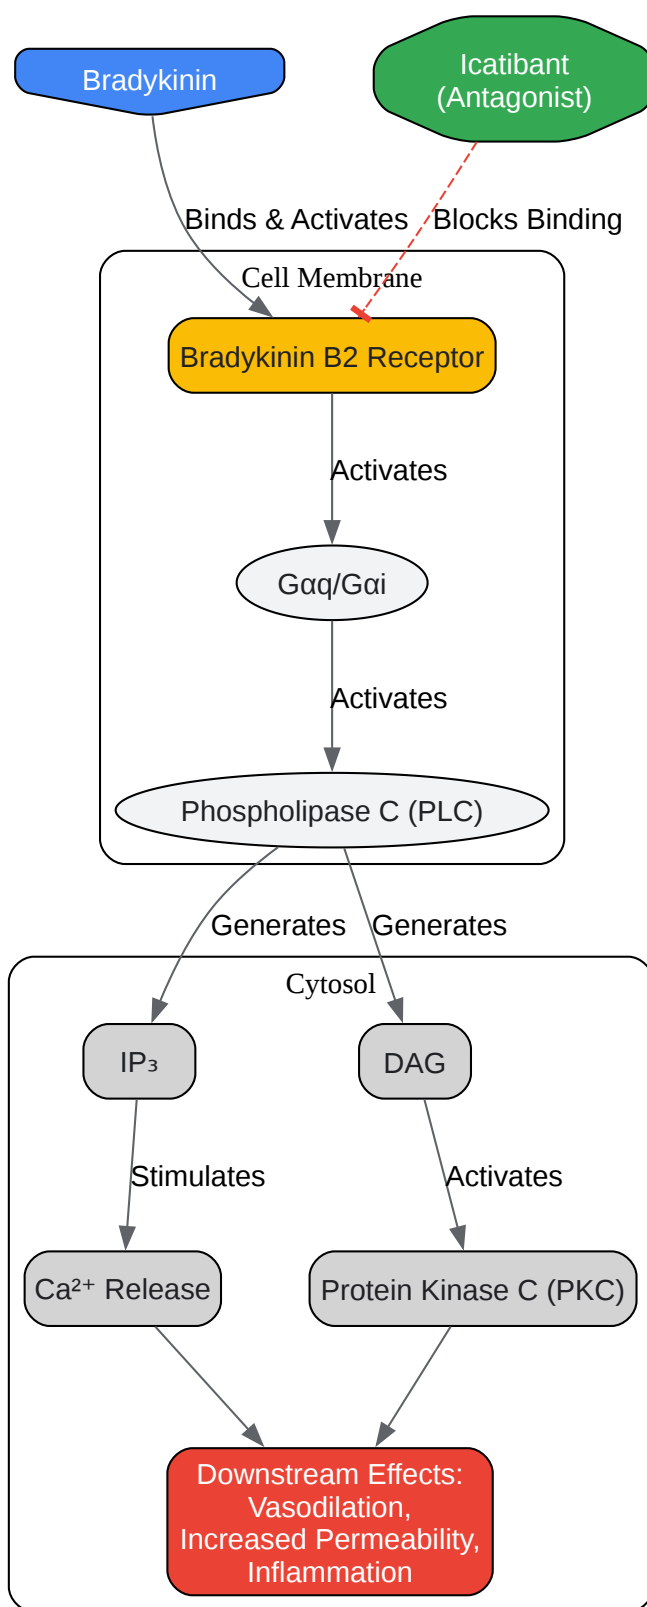 Bradykinin
Icatibant
(Antagonist)
Binds & Activates
Blocks Binding
Cell Membrane
Bradykinin B2 Receptor
Activates
Gαq/Gαi
Activates
Phospholipase C (PLC)
Generates
Generates
Cytosol
IP₃
DAG
Stimulates
Activates
Ca²⁺ Release
Protein Kinase C (PKC)
Downstream Effects:
Vasodilation,
Increased Permeability,
Inflammation